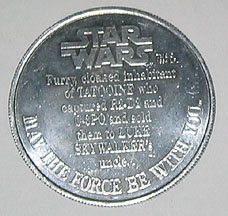 STAR
WARS
Furry, cloaked inhabitant
of TATOOINE who
captured R2-D2 and
C-3PO and sold
them to LUKE
SKYWALKER's
uncle.
MAY THE FORCE BE WITH YOU.